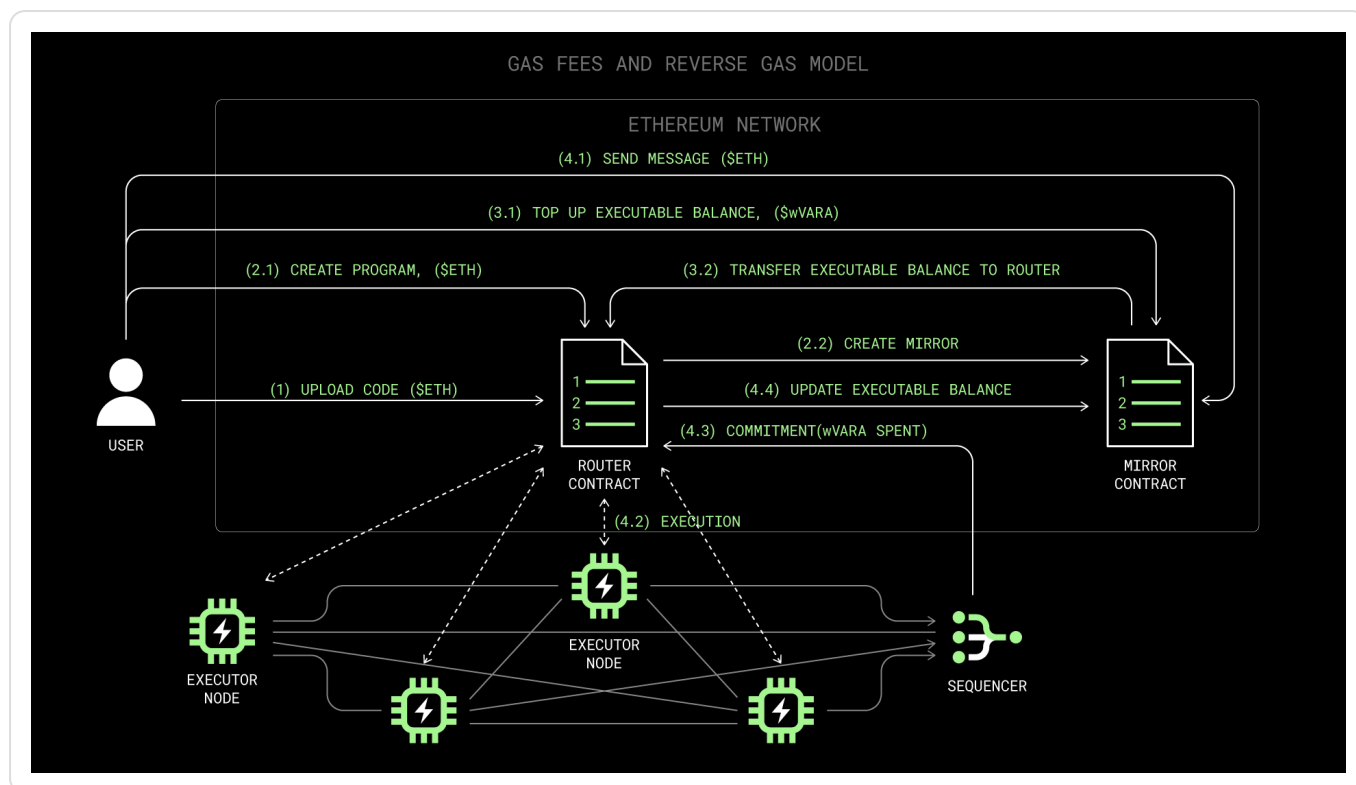 GAS FEES AND REVERSE GAS MODEL
ETHEREUM NETWORK
(4.1) SEND MESSAGE ($ETH)
(3.1) TOP UP EXECUTABLE BALANCE, ($wVARA)
(2.1) CREATE PROGRAM, ($ETH)
(3.2) TRANSFER EXECUTABLE BALANCE TO ROUTER
(2.2) CREATE MIRROR
(1) UPLOAD CODE ($ETH)
(4.4) UPDATE EXECUTABLE BALANCE
1
2
3
1
2
3
(4.3) COMMITMENT(wVARA SPENT)
USER
ROUTER
CONTRACT
MIRROR
CONTRACT
(4.2) EXECUTION
EXECUTOR
NODE
EXECUTOR
NODE
SEQUENCER